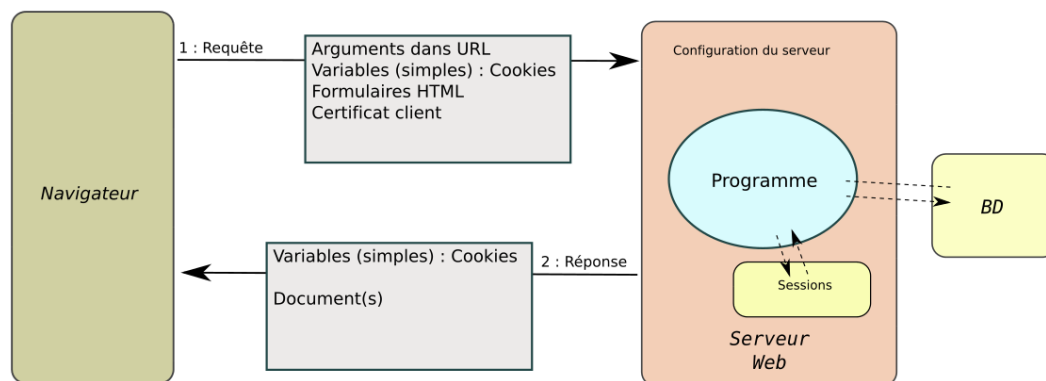 Navigateur
1 : Requête
Arguments dans URL
Variables (simples) : Cookies
Formulaires HTML
Certificat client
Configuration du serveur
Programme
BD
Sessions
Serveur
Web
2 : Réponse
Variables (simples) : Cookies
Document(s)